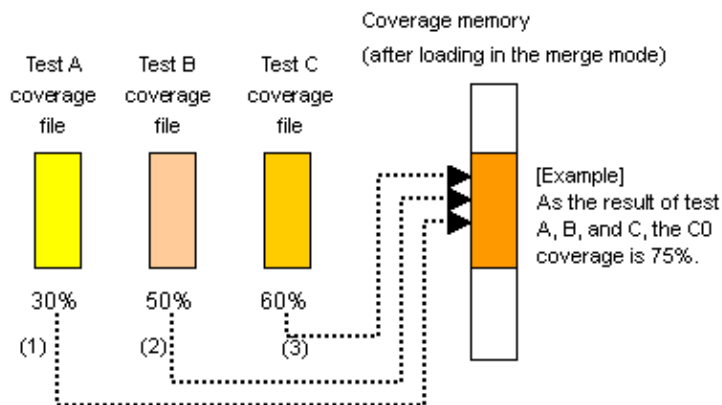 Coverage memory
(after loading in the merge mode)
Test A
coverage
file
Test B
coverage
file
Test C
coverage
file
[Example]
As the result of test
A, B, and C, the C0
coverage is 75%.
30%
50%
60%
(1)
(2)
(3)